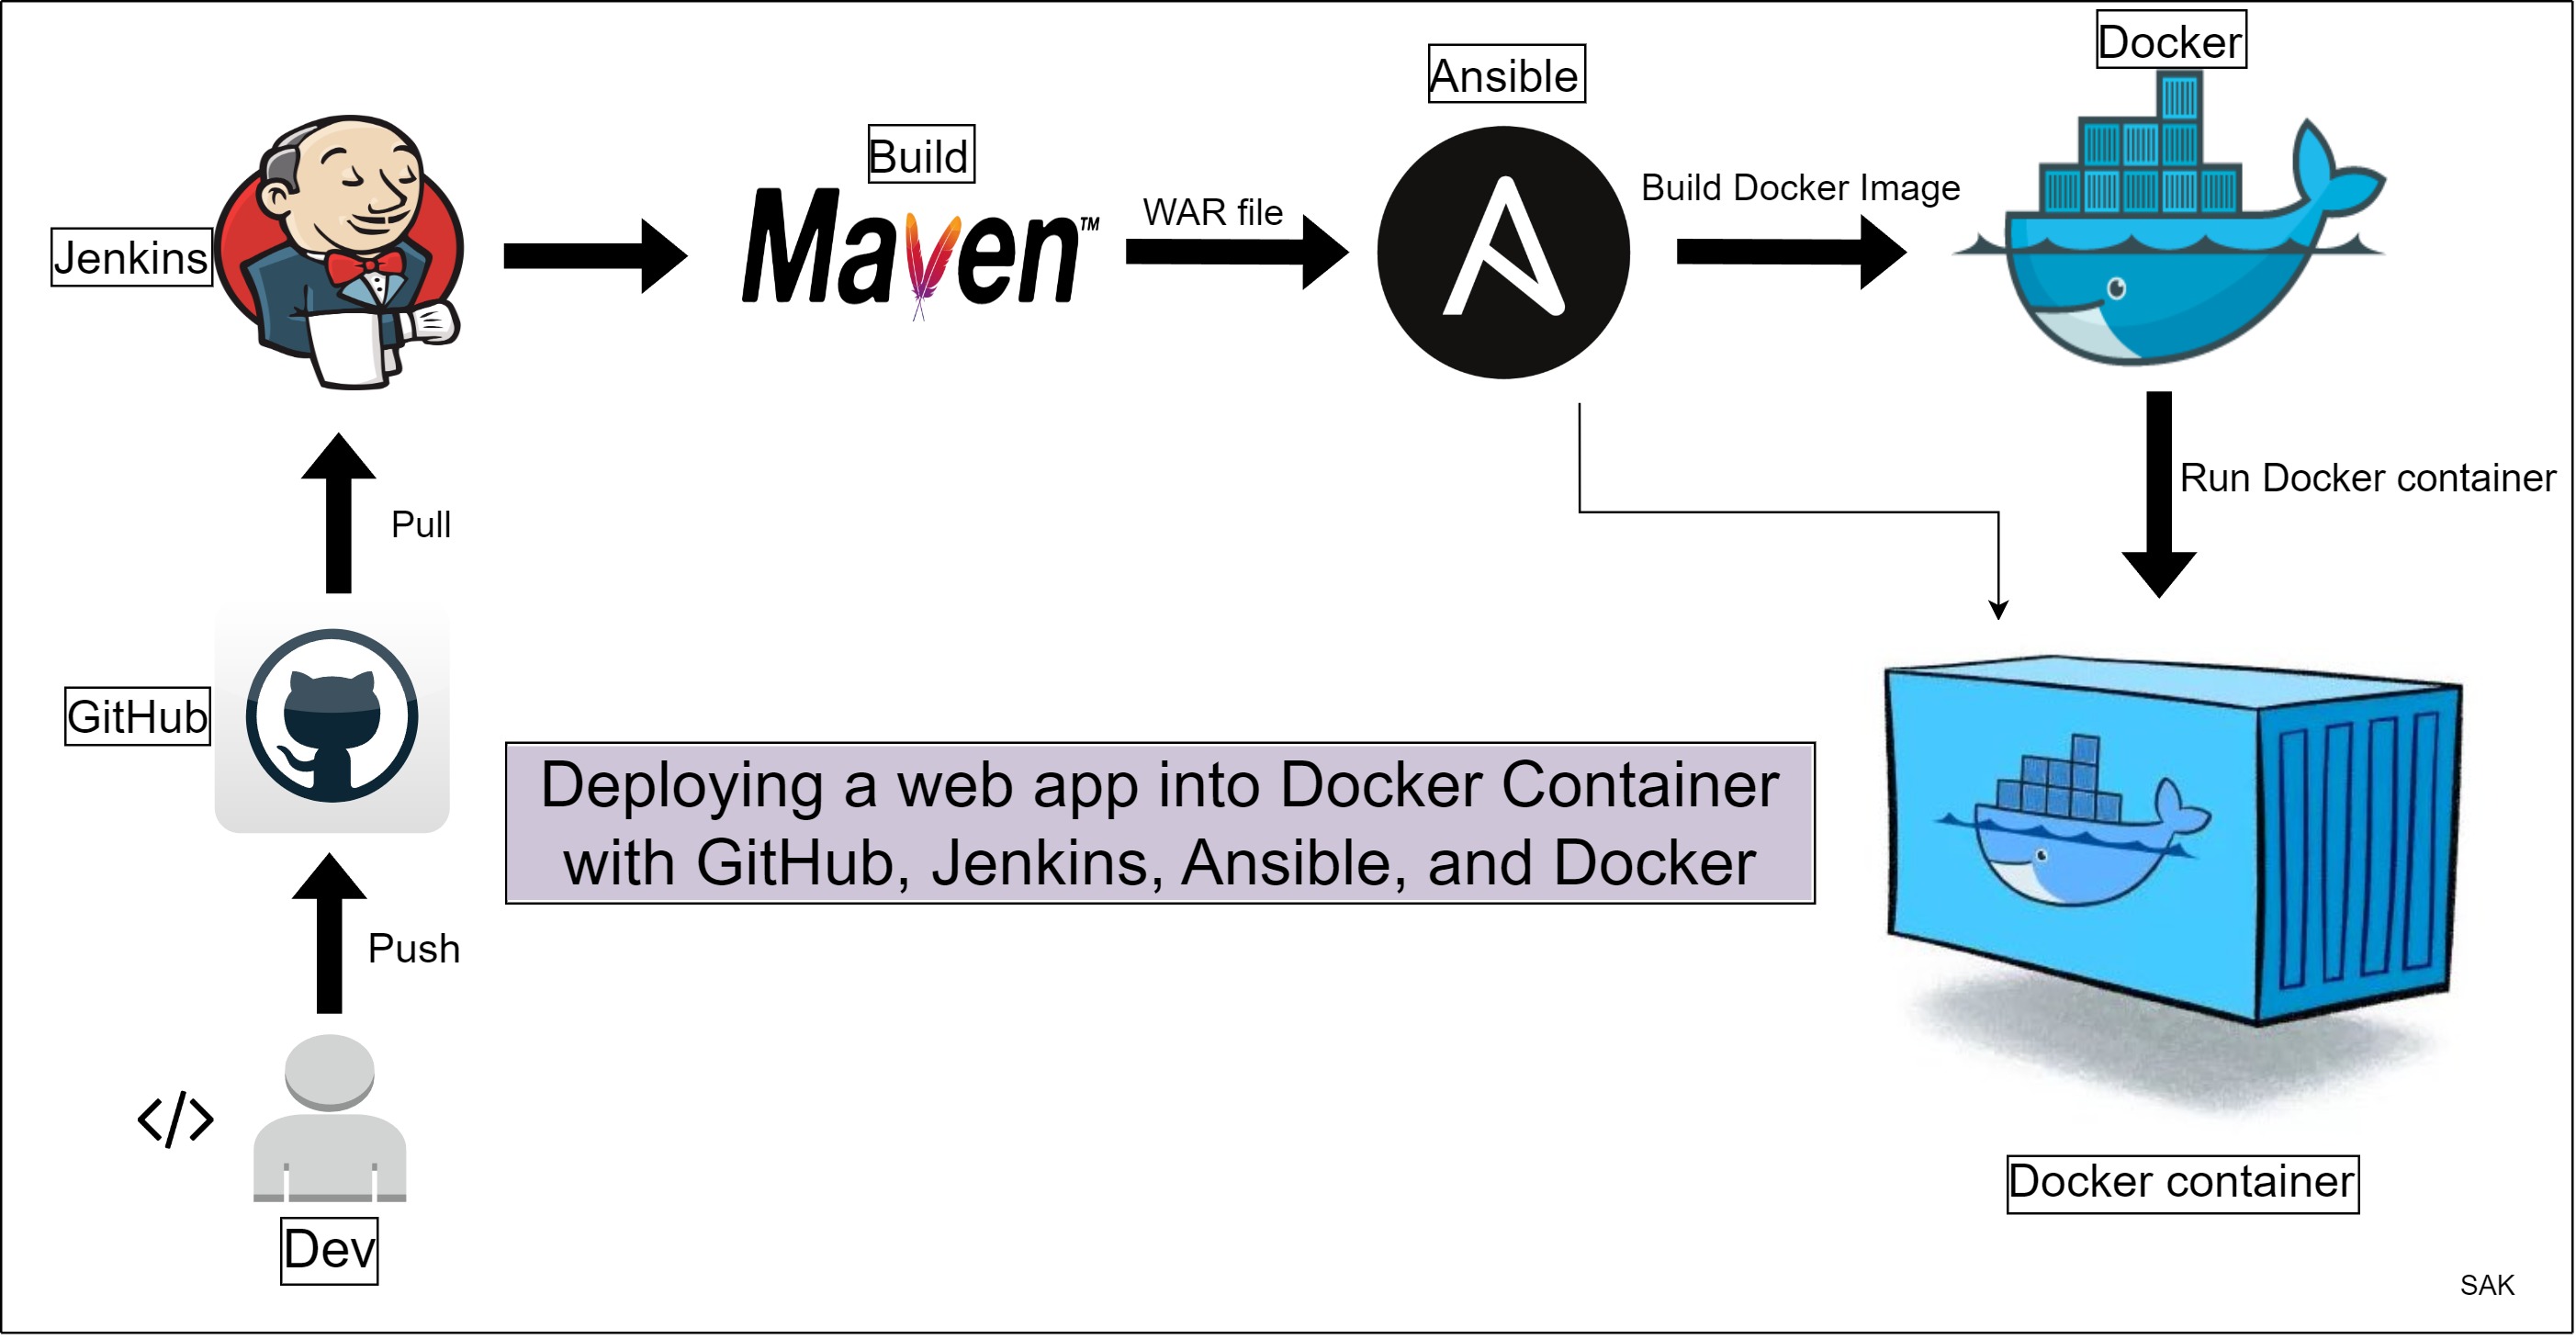 Docker
Ansible
Build
Maven™
WAR file
Build Docker Image
Jenkins
Run Docker container
Pull
GitHub
Deploying a web app into Docker Container
with GitHub, Jenkins, Ansible, and Docker
Push
</>
Docker container
Dev
SAK